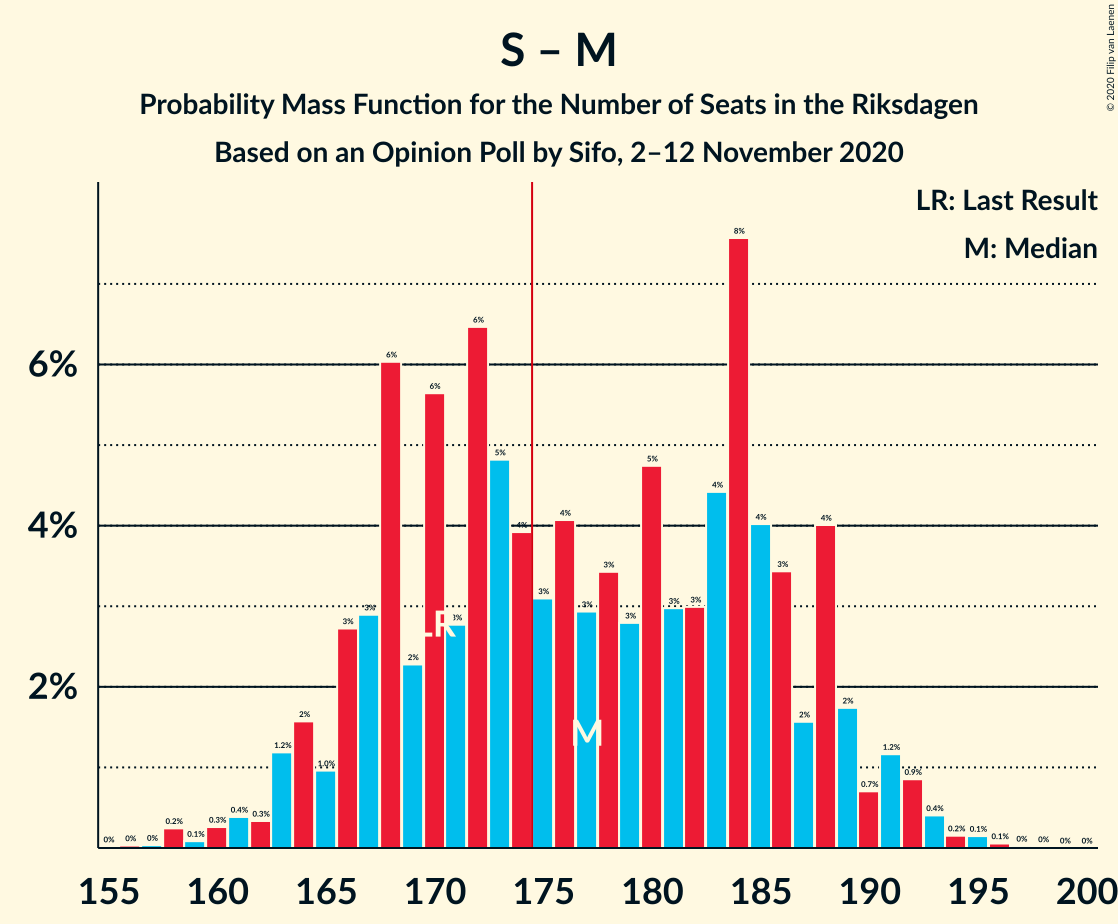 S – M
Probability Mass Function for the Number of Seats in the Riksdagen
Based on an Opinion Poll by Sifo, 2–12 November 2020
© 2020 Filip van Laenen
LR: Last Result
M: Median
6%
4%
2%
0% 0% 0% 0.2% 0.1% 0.3% 0.4% 0.3% 1.2% 2% 1.0% 3% 3% 6% 2% 6% 3% 6% 5% 4% 3% 4% 3% 3% 3% 5% 3% 3% 4% 8% 4% 3% 2% 4% 2% 0.7% 1.2% 0.9% 0.4% 0.2% 0.1% 0.1% 0% 0% 0% 0%
LR
M
155 160 165 170 175 180 185 190 195 200